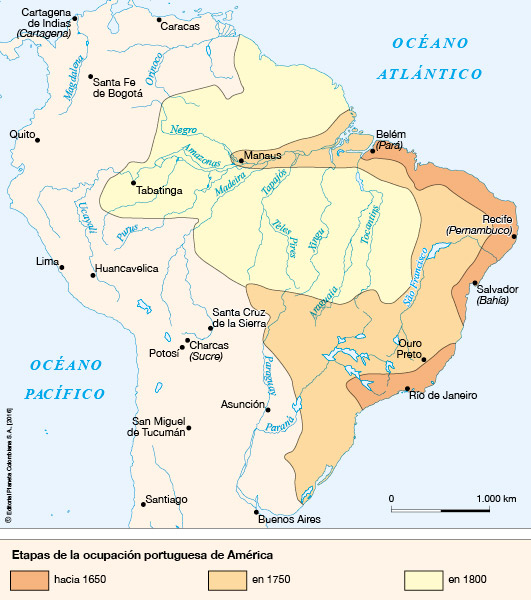 Cartagena
de Indias
(Cartagena)
Caracas
OCÉANO
ATLÁNTICO
Magdalena
Orinoco
Santa Fe
de Bogotá
Quito
Negro
Amazonas
Manaus
Belém
(Pará)
Madeira
Tapajós
Tabatinga
Ucayali
Purus
Teles
Pires
Xingu
Tocantins
Recife
(Pernambuco)
São Francisco
Lima
Huancavelica
Araguaia
Salvador
(Bahía)
Santa Cruz
de la Sierra
Charcas
(Sucre)
Potosí
Ouro
Preto
OCÉANO
PACÍFICO
Paraguay
Río de Janeiro
Asunción
Paraná
San Miguel
de Tucumán
Santiago
Buenos Aires
0 1.000 km
© Editorial Planeta Colombiana S.A., (2016)
Etapas de la ocupación portuguesa de América
hacia 1650
en 1750
en 1800